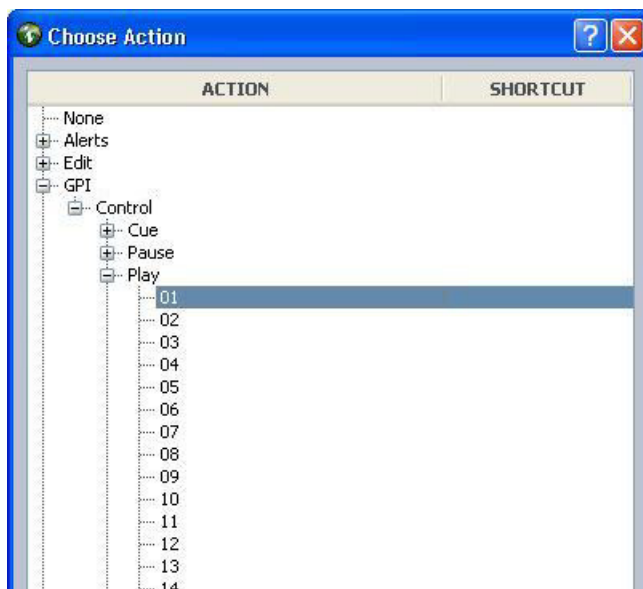 Choose Action
ACTION SHORTCUT
None
Alerts
Edit
GPI
Control
Cue
Pause
Play
01
02
03
04
05
06
07
08
09
10
11
12
13
14